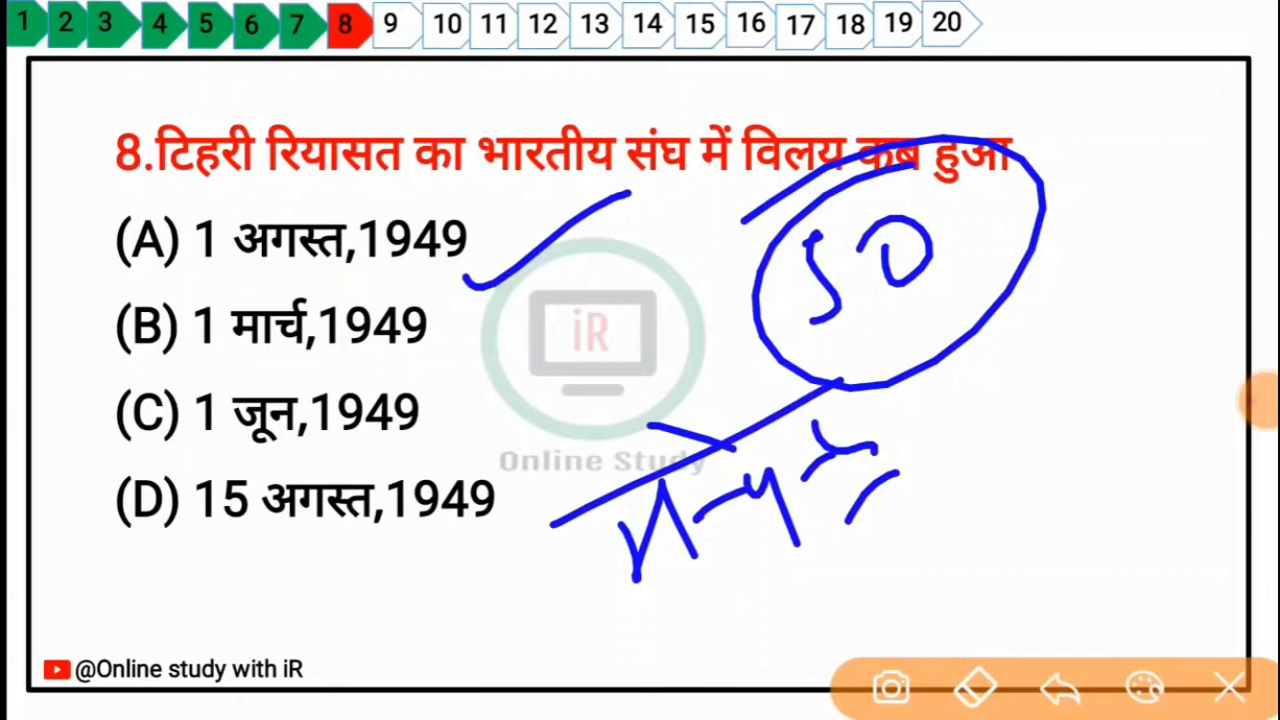 1 2 3 4 5 6 7 8 9 10 11 12 13 14 15 16 17 18 19 20
8.टिहरी रियासत का भारतीय संघ में विलय कब हुआ
(A) 1 अगस्त,1949
50
(B) 1 मार्च,1949
iR
(C) 1 जून,1949
Online Study
(D) 15 अगस्त,1949
@Online study with iR